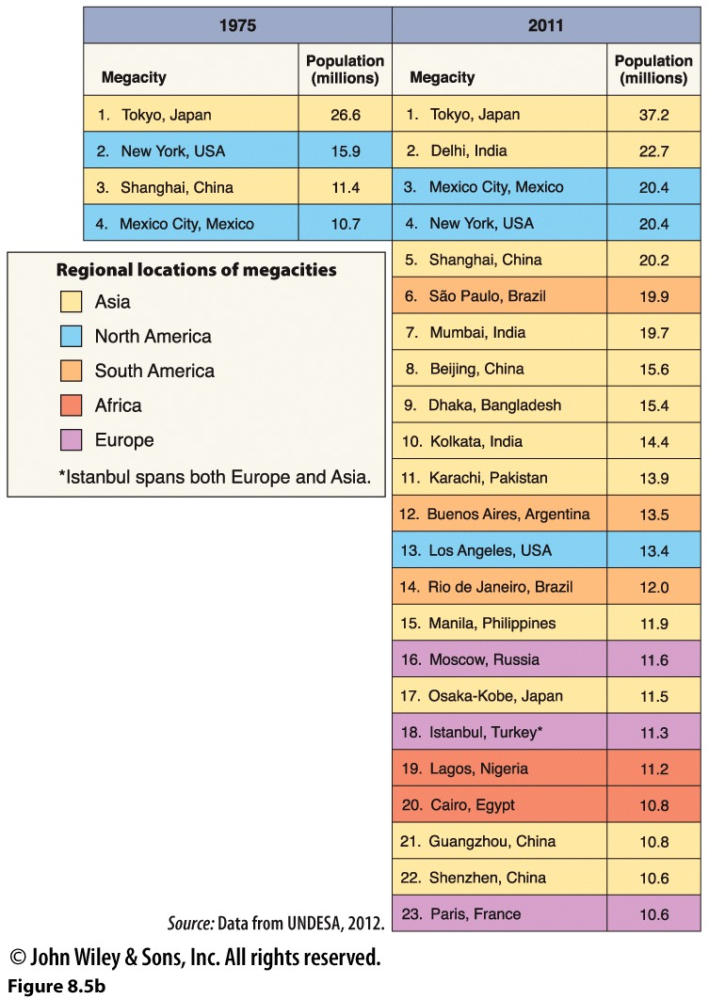 1975
Megacity Population (millions)
1. Tokyo, Japan 26.6
2. New York, USA 15.9
3. Shanghai, China 11.4
4. Mexico City, Mexico 10.7
2011
Megacity Population (millions)
1. Tokyo, Japan 37.2
2. Delhi, India 22.7
3. Mexico City, Mexico 20.4
4. New York, USA 20.4
5. Shanghai, China 20.2
6. São Paulo, Brazil 19.9
7. Mumbai, India 19.7
8. Beijing, China 15.6
9. Dhaka, Bangladesh 15.4
10. Kolkata, India 14.4
11. Karachi, Pakistan 13.9
12. Buenos Aires, Argentina 13.5
13. Los Angeles, USA 13.4
14. Rio de Janeiro, Brazil 12.0
15. Manila, Philippines 11.9
16. Moscow, Russia 11.6
17. Osaka-Kobe, Japan 11.5
18. Istanbul, Turkey* 11.3
19. Lagos, Nigeria 11.2
20. Cairo, Egypt 10.8
21. Guangzhou, China 10.8
22. Shenzhen, China 10.6
23. Paris, France 10.6
Regional locations of megacities
Asia
North America
South America
Africa
Europe
*Istanbul spans both Europe and Asia.
Source: Data from UNDESA, 2012.
© John Wiley & Sons, Inc. All rights reserved.
Figure 8.5b